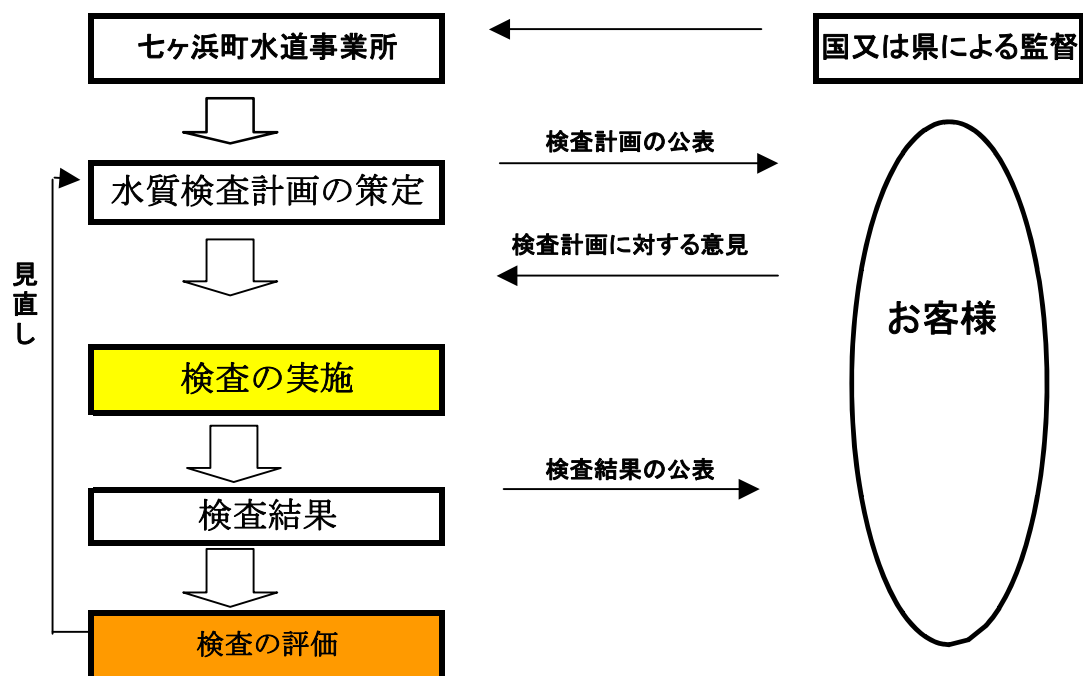 七ヶ浜町水道事業所
国又は県による監督
検査計画の公表
水質検査計画の策定
検査計画に対する意見
見直し
お客様
検査の実施
検査結果の公表
検査結果
検査の評価